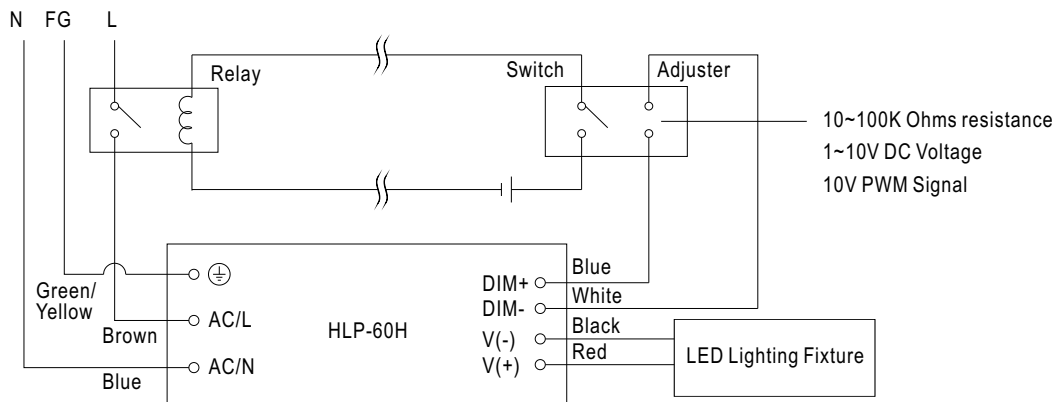 N FG L
Relay
Switch
Adjuster
10~100K Ohms resistance
1~10V DC Voltage
10V PWM Signal
Green/
Yellow
Brown
Blue
AC/L
AC/N
HLP-60H
DIM+
DIM-
V(-)
V(+)
Blue
White
Black
Red
LED Lighting Fixture